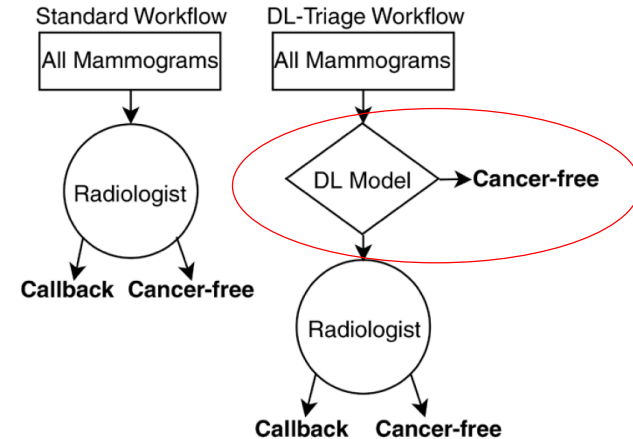 Standard Workflow
All Mammograms
Radiologist
Callback
Cancer-free
DL-Triage Workflow
All Mammograms
DL Model
Cancer-free
Radiologist
Callback
Cancer-free